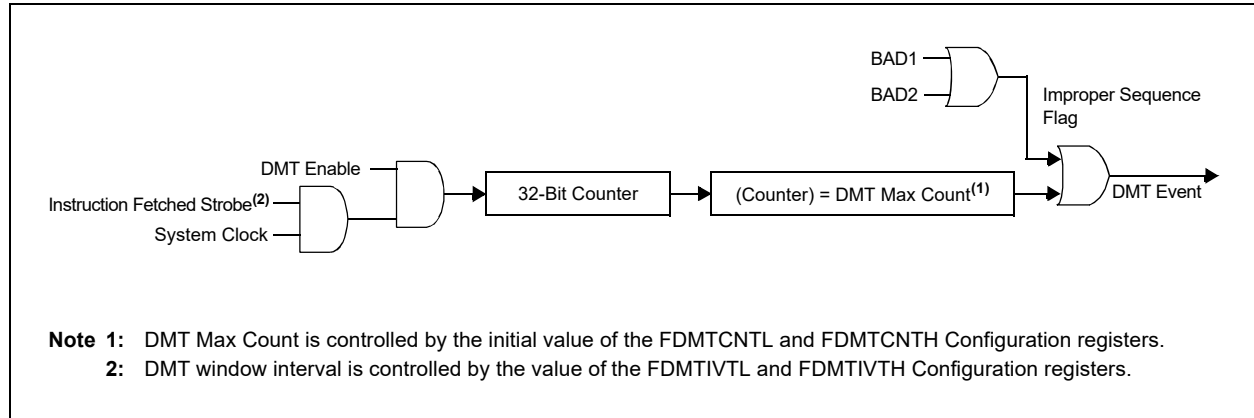 BAD1
BAD2
Improper Sequence
Flag
DMT Enable
Instruction Fetched Strobe(2)
System Clock
32-Bit Counter
(Counter) = DMT Max Count(1)
DMT Event
Note 1: DMT Max Count is controlled by the initial value of the FDMTCNTL and FDMTCNTH Configuration registers.
2: DMT window interval is controlled by the value of the FDMTIVTL and FDMTIVTH Configuration registers.